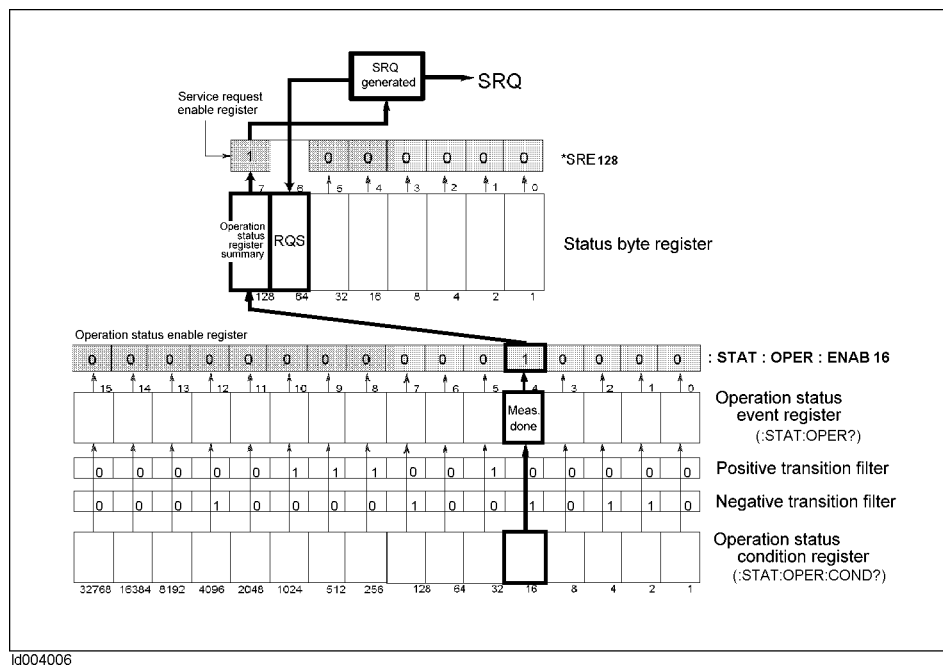 SRQ
generated
SRQ
Service request
enable register
1 0 0 0 0 0 0
*SRE128
7 6 5 4 3 2 1 0
Operation
status
register
summary
RQS
Status byte register
128 64 32 16 8 4 2 1
Operation status enable register
0 0 0 0 0 0 0 0 0 0 0 1 0 0 0 0
: STAT : OPER : ENAB 16
15 14 13 12 11 10 9 8 7 6 5 4 3 2 1 0
Meas.
done
Operation status
event register
(:STAT:OPER?)
0 0 0 0 0 1 1 1 0 0 1 0 0 0 0 0
Positive transition filter
0 0 0 1 0 0 0 0 1 0 0 1 0 1 1 0
Negative transition filter
Operation status
condition register
(:STAT:OPER:COND?)
32768 16384 8192 4096 2048 1024 512 256 128 64 32 16 8 4 2 1
ld004006